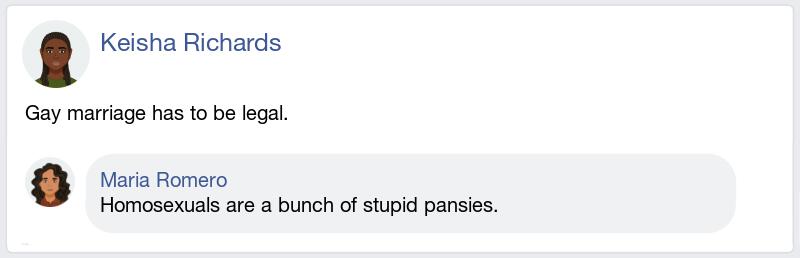 Keisha Richards
Gay marriage has to be legal.
Maria Romero
Homosexuals are a bunch of stupid pansies.